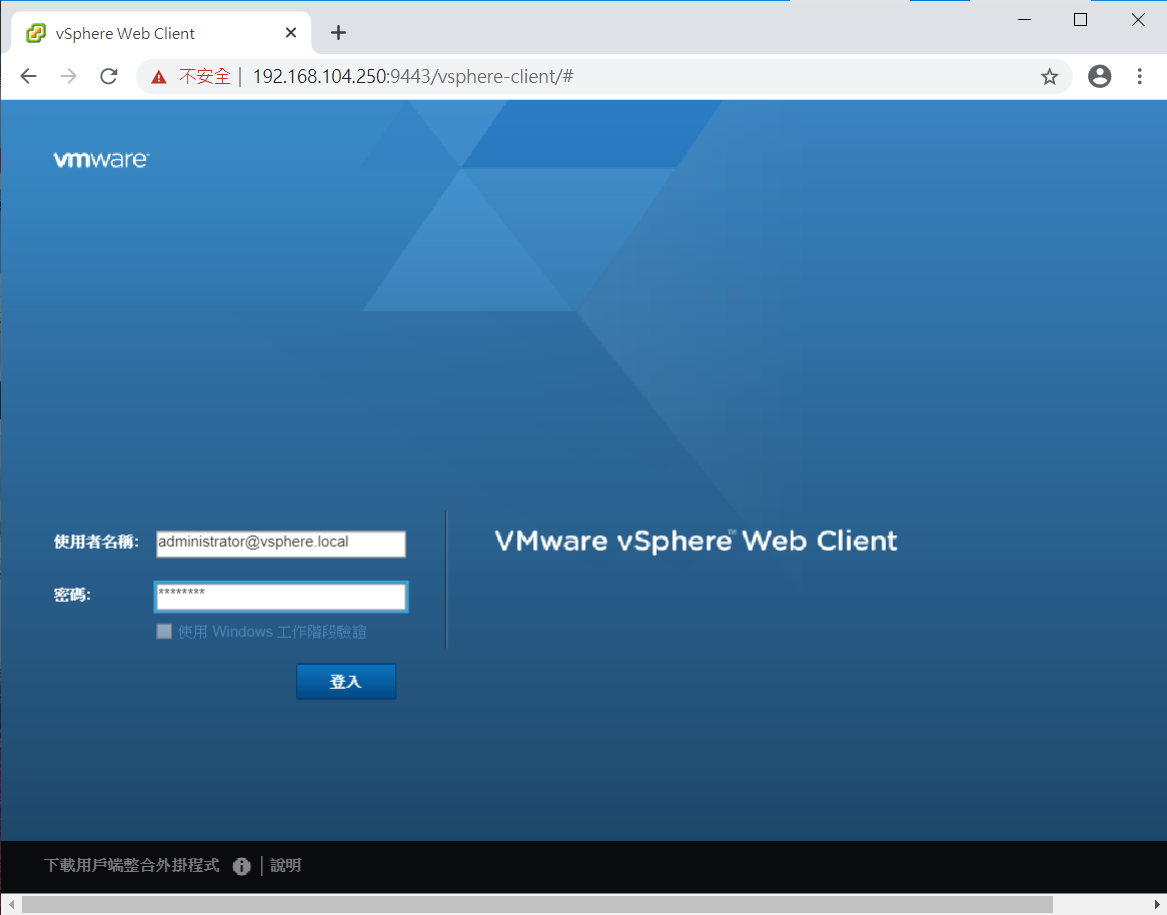 vSphere Web Client
不安全 192.168.104.250:9443/vsphere-client/#
vmware
使用者名稱: administrator@vsphere.local
密碼: ********
使用 Windows 工作階段驗證
登入
VMware vSphere™ Web Client
下載用戶端整合外掛程式 | 說明